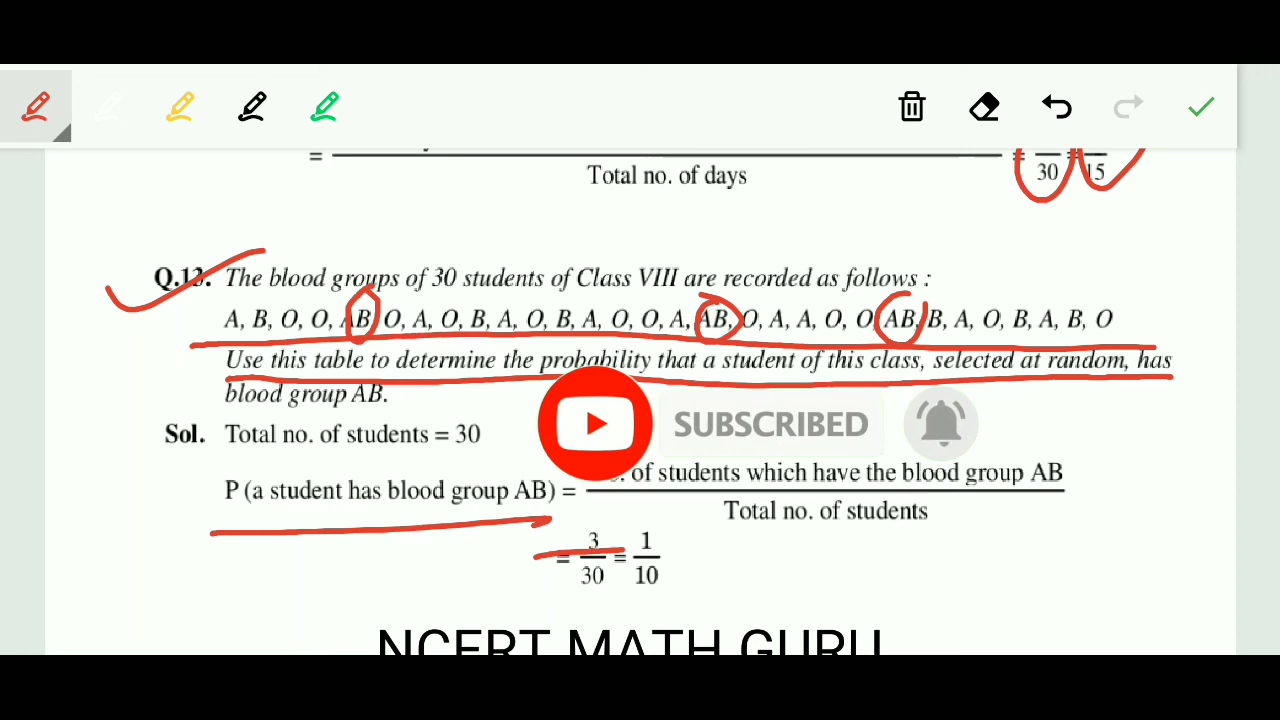 =
Total no. of days
= 30 = 15
Q.13. The blood groups of 30 students of Class VIII are recorded as follows :
A, B, O, O, AB, O, A, O, B, A, O, B, A, O, O, A, AB, O, A, A, O, O, AB, B, A, O, B, A, B, O
Use this table to determine the probability that a student of this class, selected at random, has
blood group AB.
SUBSCRIBED
Sol. Total no. of students = 30
P (a student has blood group AB) = of students which have the blood group AB
Total no. of students
= 3/30 = 1/10
NCERT MATH GURU